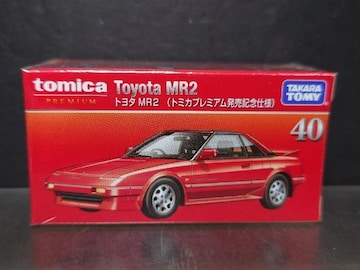 tomica
PREMIUM
Toyota MR2
トヨタ MR2 (トミカプレミアム発売記念仕様)
TAKARA
TOMY
40